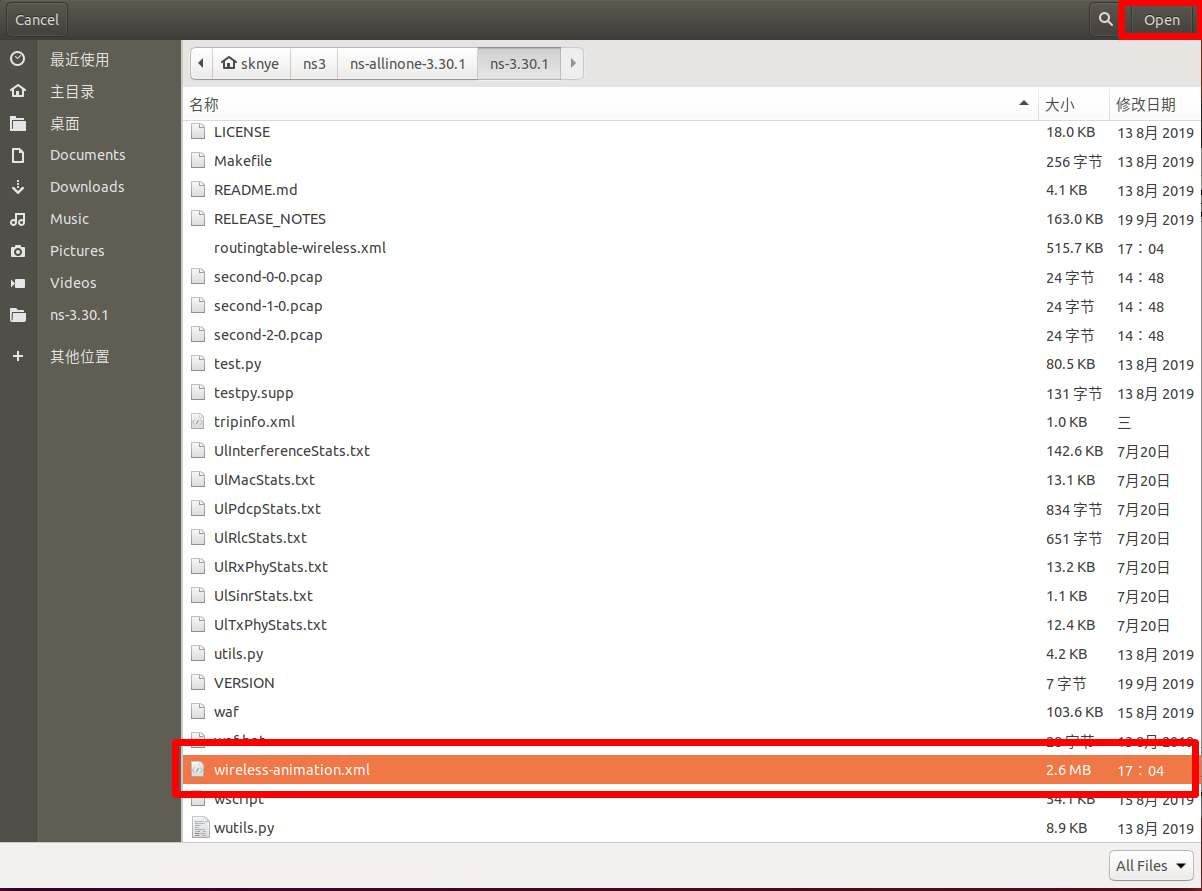 Cancel
Open
最近使用
主目录
桌面
Documents
Downloads
Music
Pictures
Videos
ns-3.30.1
其他位置
sknye ns3 ns-allinone-3.30.1 ns-3.30.1
名称 大小 修改日期
LICENSE 18.0 KB 13 8月 2019
Makefile 256 字节 13 8月 2019
README.md 4.1 KB 13 8月 2019
RELEASE_NOTES 163.0 KB 19 9月 2019
routingtable-wireless.xml 515.7 KB 17：04
second-0-0.pcap 24 字节 14：48
second-1-0.pcap 24 字节 14：48
second-2-0.pcap 24 字节 14：48
test.py 80.5 KB 13 8月 2019
testpy.supp 131 字节 13 8月 2019
tripinfo.xml 1.0 KB 三
UlInterferenceStats.txt 142.6 KB 7月20日
UlMacStats.txt 13.1 KB 7月20日
UlPdcpStats.txt 834 字节 7月20日
UlRlcStats.txt 651 字节 7月20日
UlRxPhyStats.txt 13.2 KB 7月20日
UlSinrStats.txt 1.1 KB 7月20日
UlTxPhyStats.txt 12.4 KB 7月20日
utils.py 4.2 KB 13 8月 2019
VERSION 7 字节 19 9月 2019
waf 103.6 KB 15 8月 2019
waf.bat 28 字节 13 8月 2019
wireless-animation.xml 2.6 MB 17：04
wscript 34.1 KB 15 8月 2019
wutils.py 8.9 KB 13 8月 2019
All Files